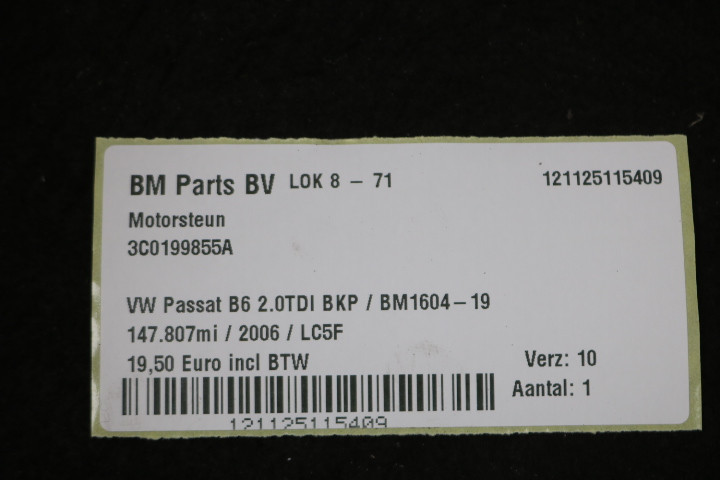 BM Parts BV LOK 8 – 71 121125115409
Motorsteun
3C0199855A
VW Passat B6 2.0TDI BKP / BM1604–19
147.807mi / 2006 / LC5F
19,50 Euro incl BTW Verz: 10
Aantal: 1
121125115409